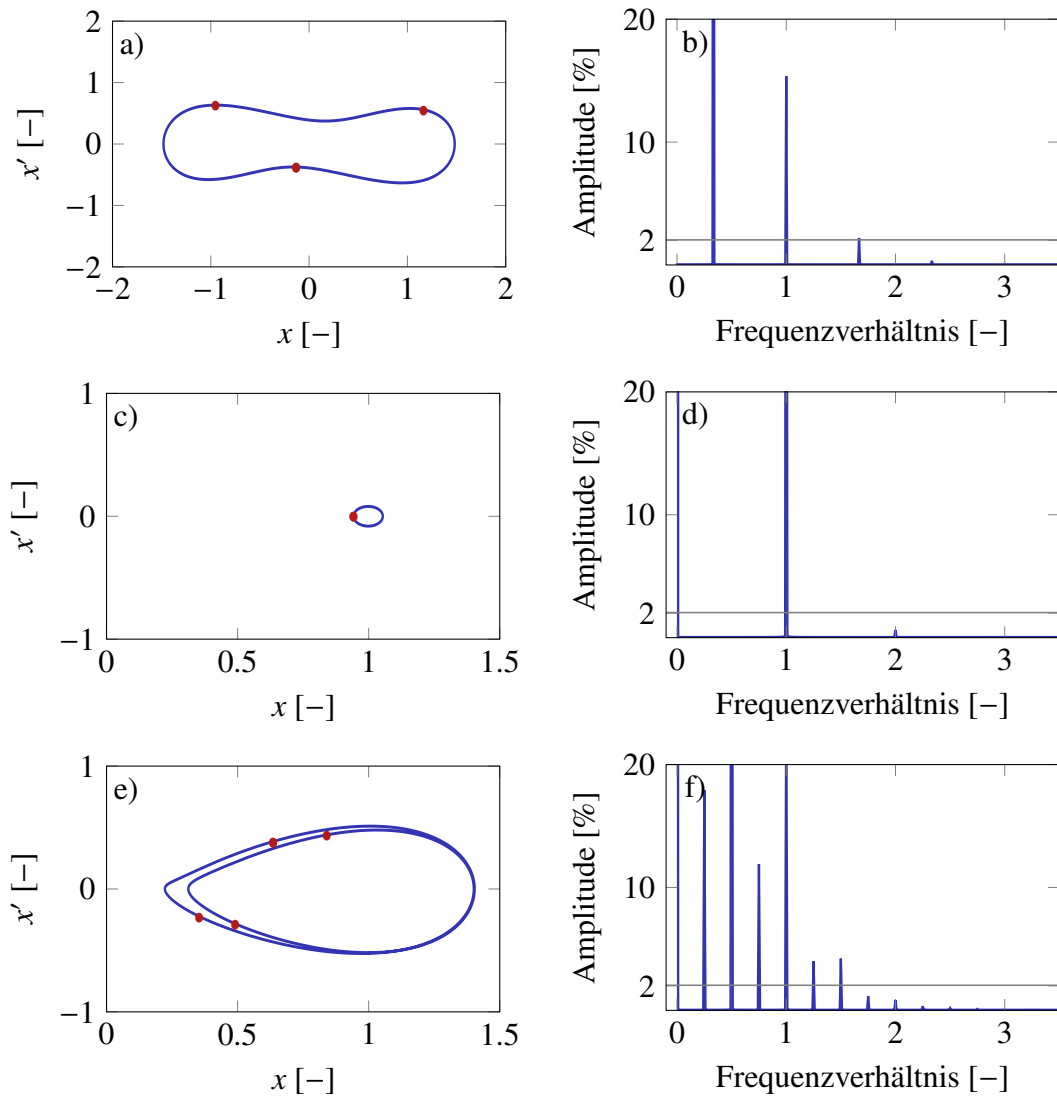 a)
2
1
0
−1
−2
−2
−1
0
1
2
x′ [−]
x [−]
b)
20
10
2
0
1
2
3
Amplitude [%]
Frequenzverhältnis [−]
c)
1
0
−1
0
0.5
1
1.5
x′ [−]
x [−]
d)
20
10
2
0
1
2
3
Amplitude [%]
Frequenzverhältnis [−]
e)
1
0
−1
0
0.5
1
1.5
x′ [−]
x [−]
f)
20
10
2
0
1
2
3
Amplitude [%]
Frequenzverhältnis [−]